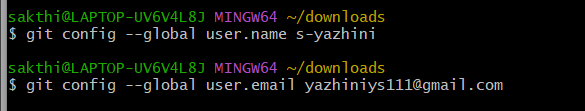 sakthi@LAPTOP-UV6V4L8J MINGW64 ~/downloads
$ git config --global user.name s-yazhini
sakthi@LAPTOP-UV6V4L8J MINGW64 ~/downloads
$ git config --global user.email yazhiniys111@gmail.com